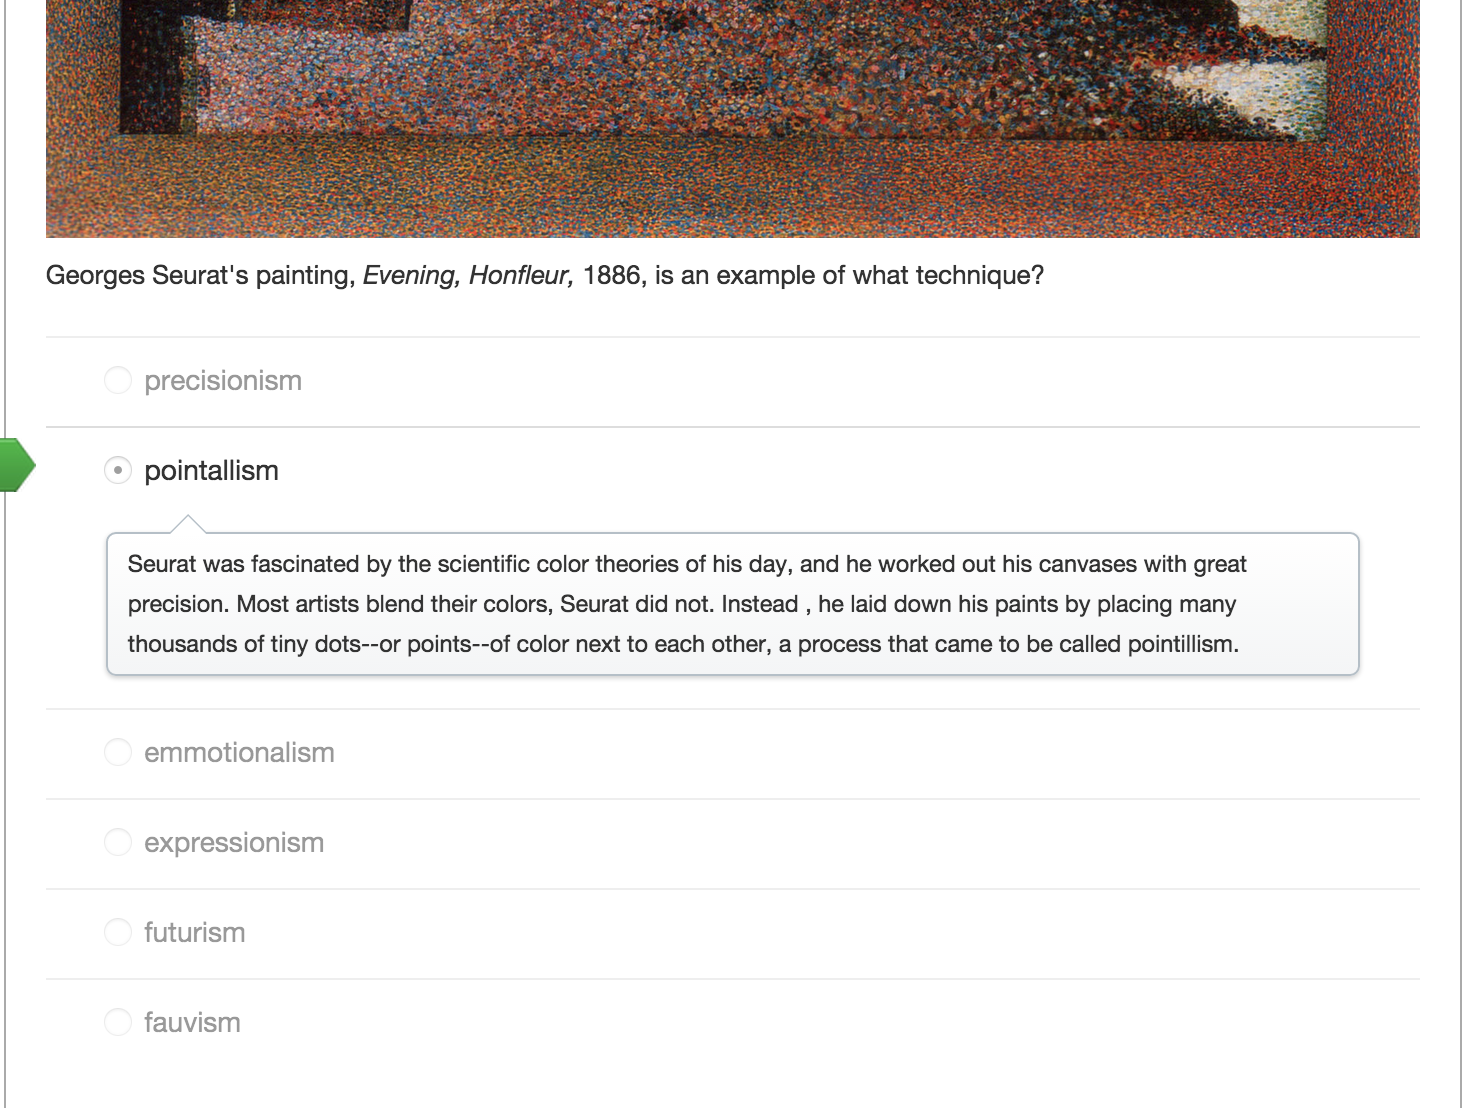 Georges Seurat's painting, Evening, Honfleur, 1886, is an example of what technique?
precisionism
pointallism
Seurat was fascinated by the scientific color theories of his day, and he worked out his canvases with great
precision. Most artists blend their colors, Seurat did not. Instead , he laid down his paints by placing many
thousands of tiny dots--or points--of color next to each other, a process that came to be called pointillism.
emmotionalism
expressionism
futurism
fauvism